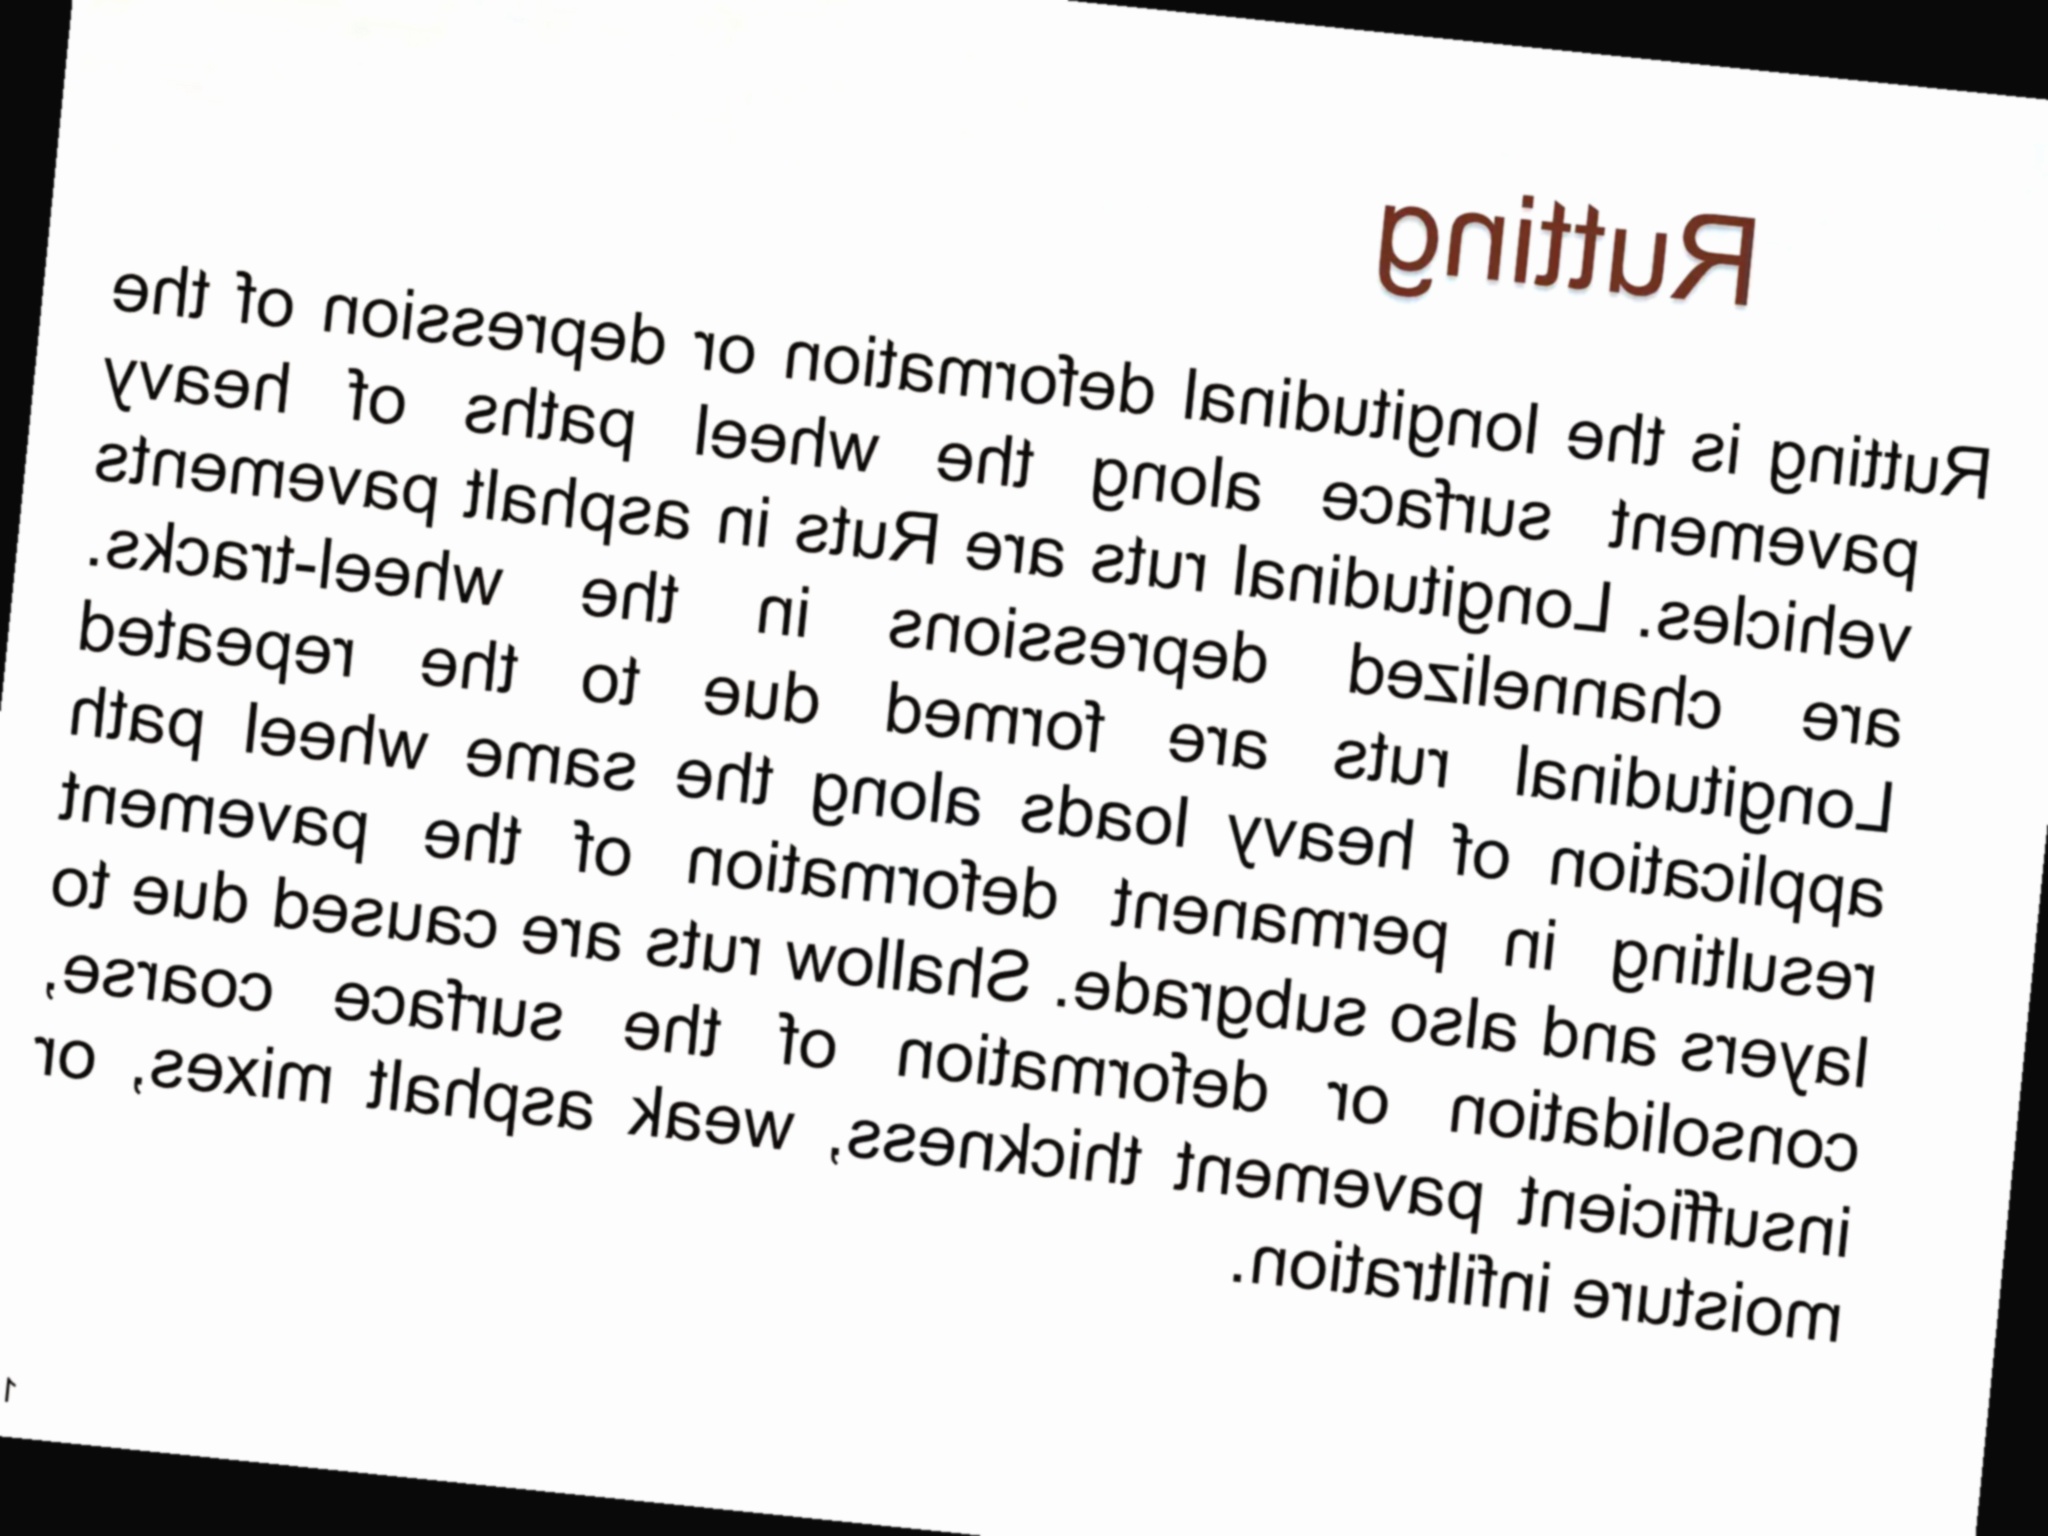 Rutting
Rutting is the longitudinal deformation or depression of the
pavement surface along the wheel paths of heavy
vehicles. Longitudinal ruts are Ruts in asphalt pavements
are channelized depressions in the wheel-tracks.
Longitudinal ruts are formed due to the repeated
application of heavy loads along the same wheel path
resulting in permanent deformation of the pavement
layers and also subgrade. Shallow ruts are caused due to
consolidation or deformation of the surface coarse,
insufficient pavement thickness, weak asphalt mixes, or
moisture infiltration.
1